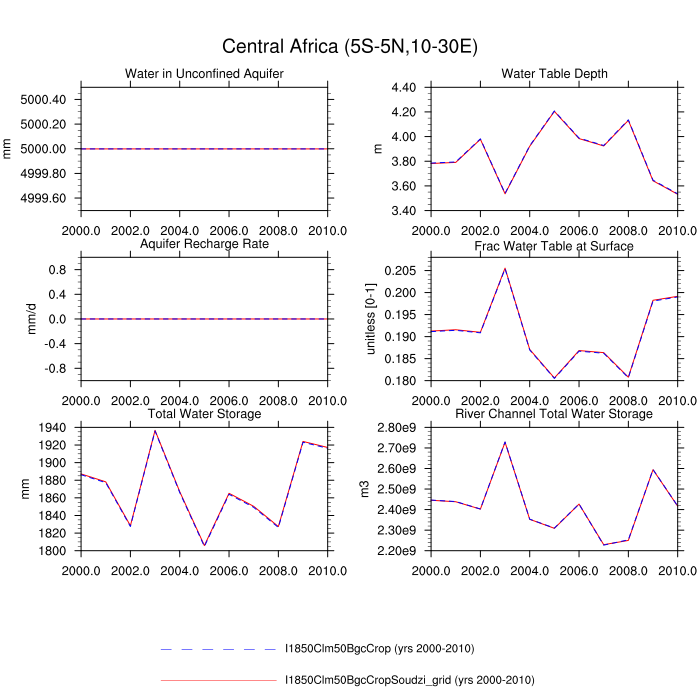 Central Africa (5S-5N,10-30E)
Water in Unconfined Aquifer
5000.40
5000.20
5000.00
4999.80
4999.60
mm
2000.0 2002.0 2004.0 2006.0 2008.0 2010.0
Water Table Depth
4.40
4.20
4.00
3.80
3.60
3.40
m
2000.0 2002.0 2004.0 2006.0 2008.0 2010.0
Aquifer Recharge Rate
0.8
0.4
0.0
-0.4
-0.8
mm/d
2000.0 2002.0 2004.0 2006.0 2008.0 2010.0
Frac Water Table at Surface
0.205
0.200
0.195
0.190
0.185
0.180
unitless [0-1]
2000.0 2002.0 2004.0 2006.0 2008.0 2010.0
Total Water Storage
1940
1920
1900
1880
1860
1840
1820
1800
mm
2000.0 2002.0 2004.0 2006.0 2008.0 2010.0
River Channel Total Water Storage
2.80e9
2.70e9
2.60e9
2.50e9
2.40e9
2.30e9
2.20e9
m3
2000.0 2002.0 2004.0 2006.0 2008.0 2010.0
I1850Clm50BgcCrop (yrs 2000-2010)
I1850Clm50BgcCropSoudzi_grid (yrs 2000-2010)